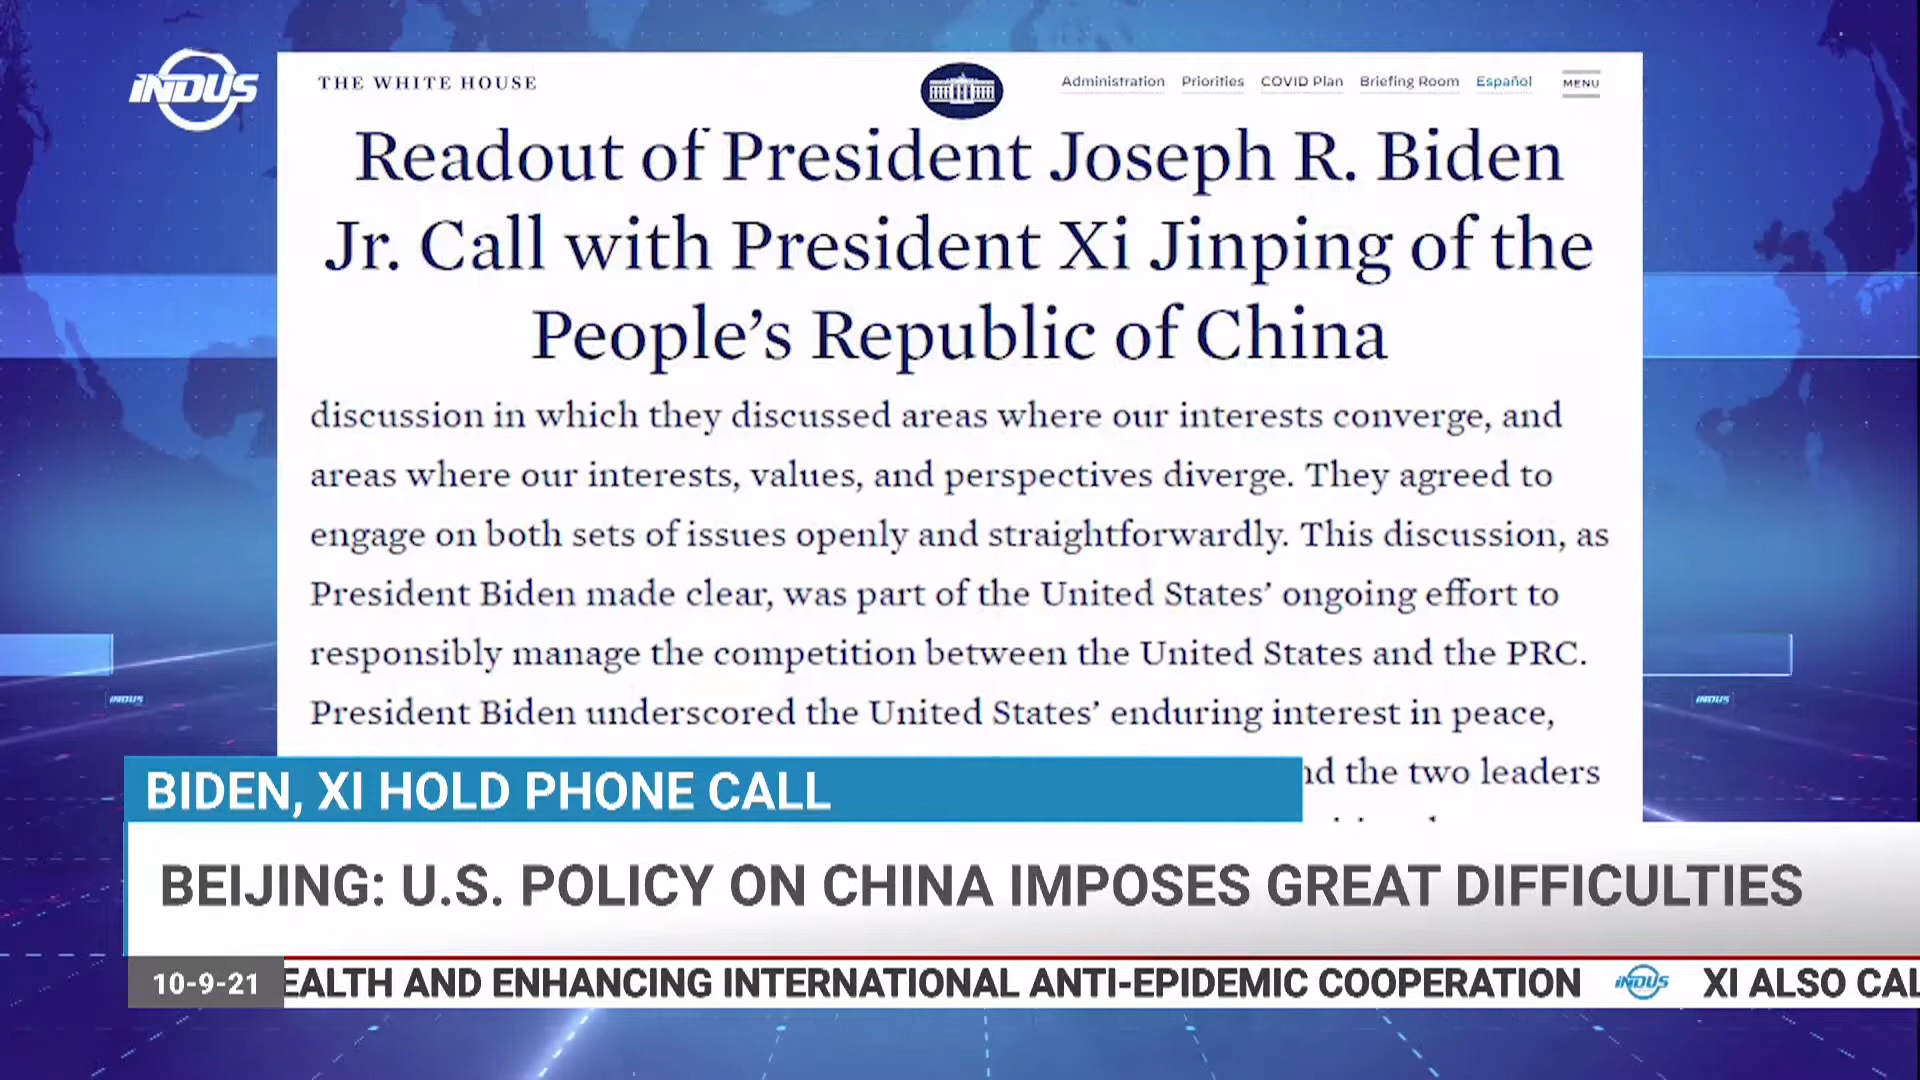 iNDUS
THE WHITE HOUSE
Administration Priorities COVID Plan Briefing Room Español MENU
Readout of President Joseph R. Biden
Jr. Call with President Xi Jinping of the
People’s Republic of China
discussion in which they discussed areas where our interests converge, and
areas where our interests, values, and perspectives diverge. They agreed to
engage on both sets of issues openly and straightforwardly. This discussion, as
President Biden made clear, was part of the United States’ ongoing effort to
responsibly manage the competition between the United States and the PRC.
President Biden underscored the United States’ enduring interest in peace,
nd the two leaders
iNDUS
iNDUS
BIDEN, XI HOLD PHONE CALL
BEIJING: U.S. POLICY ON CHINA IMPOSES GREAT DIFFICULTIES
10-9-21 EALTH AND ENHANCING INTERNATIONAL ANTI-EPIDEMIC COOPERATION iNDUS XI ALSO CAL